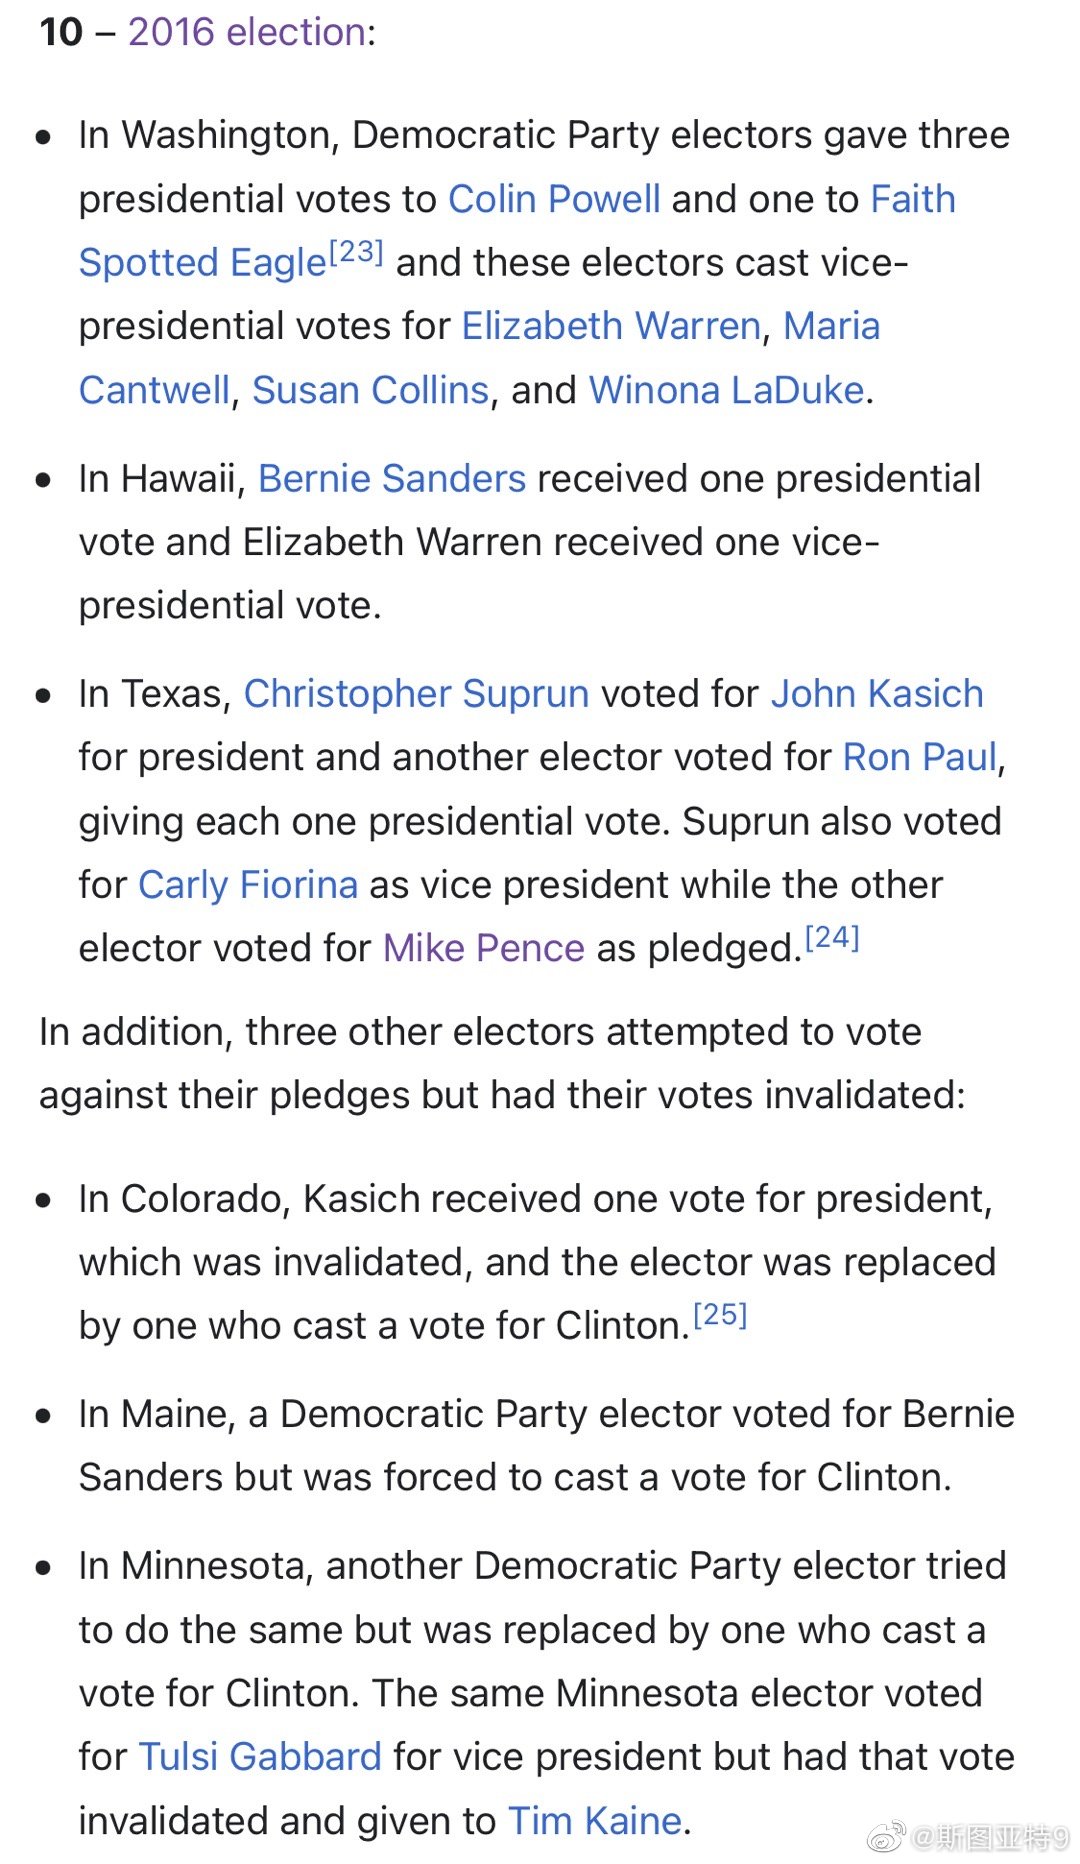 10 – 2016 election:
• In Washington, Democratic Party electors gave three
presidential votes to Colin Powell and one to Faith
Spotted Eagle[23] and these electors cast vice-
presidential votes for Elizabeth Warren, Maria
Cantwell, Susan Collins, and Winona LaDuke.
• In Hawaii, Bernie Sanders received one presidential
vote and Elizabeth Warren received one vice-
presidential vote.
• In Texas, Christopher Suprun voted for John Kasich
for president and another elector voted for Ron Paul,
giving each one presidential vote. Suprun also voted
for Carly Fiorina as vice president while the other
elector voted for Mike Pence as pledged.[24]
In addition, three other electors attempted to vote
against their pledges but had their votes invalidated:
• In Colorado, Kasich received one vote for president,
which was invalidated, and the elector was replaced
by one who cast a vote for Clinton.[25]
• In Maine, a Democratic Party elector voted for Bernie
Sanders but was forced to cast a vote for Clinton.
• In Minnesota, another Democratic Party elector tried
to do the same but was replaced by one who cast a
vote for Clinton. The same Minnesota elector voted
for Tulsi Gabbard for vice president but had that vote
invalidated and given to Tim Kaine.
@斯图亚特9